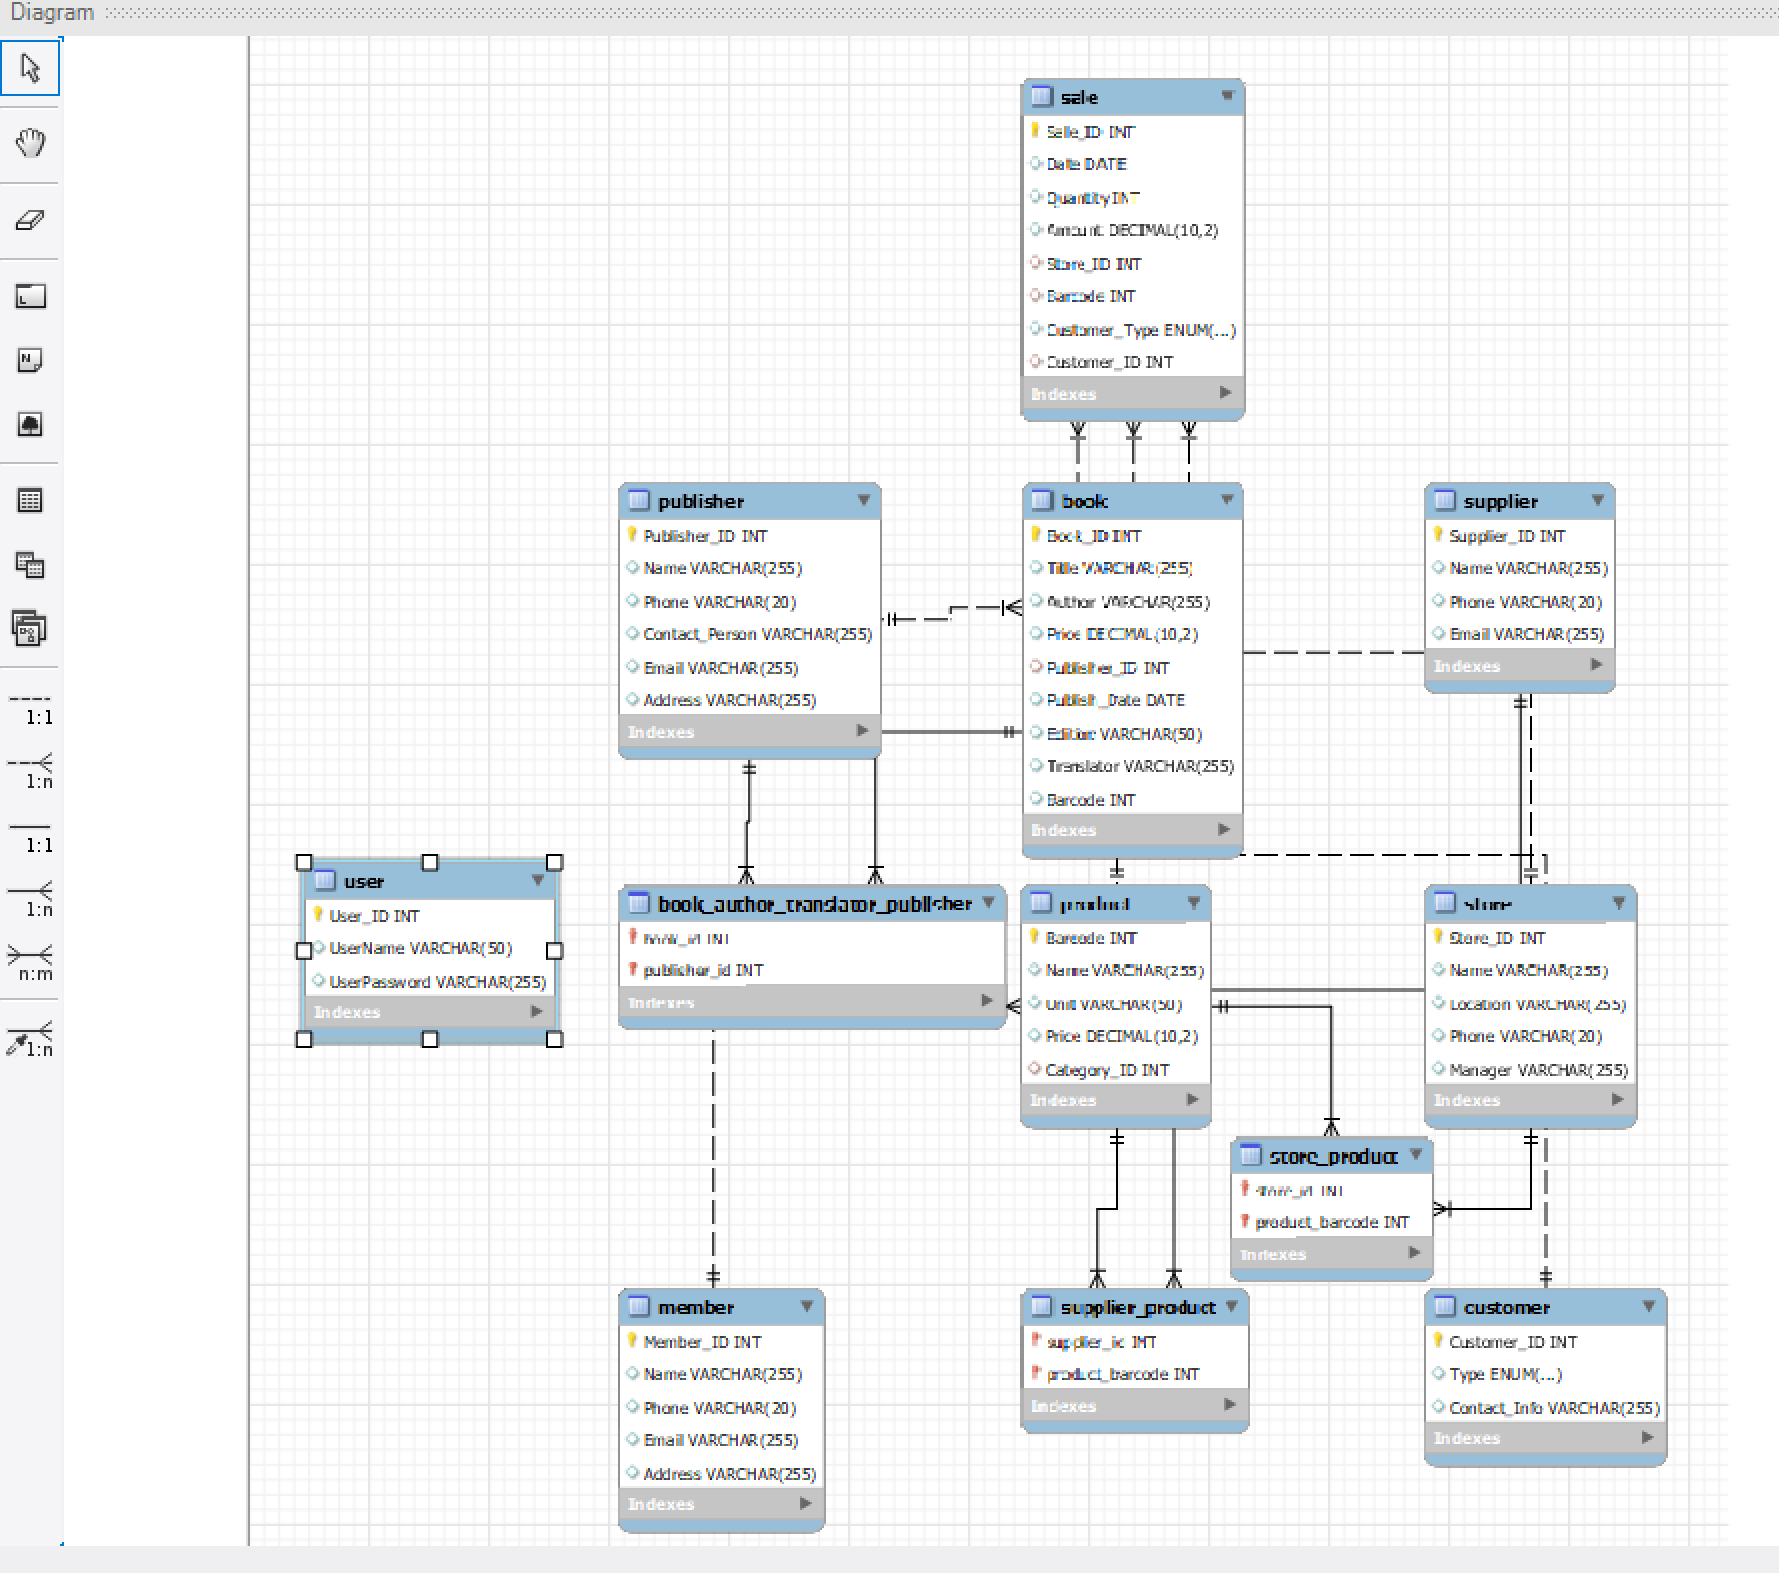 Diagram
1:1
1:n
1:1
1:n
n:m
1:n
sale
Sale_ID INT
Date DATE
Quantity INT
Amount DECIMAL(10,2)
Store_ID INT
Barcode INT
Customer_Type ENUM(...)
Customer_ID INT
Indexes
publisher
Publisher_ID INT
Name VARCHAR(255)
Phone VARCHAR(20)
Contact_Person VARCHAR(255)
Email VARCHAR(255)
Address VARCHAR(255)
Indexes
book
Book_ID INT
Title VARCHAR(255)
Author VARCHAR(255)
Price DECIMAL(10,2)
Publisher_ID INT
Publish_Date DATE
Edition VARCHAR(50)
Translator VARCHAR(255)
Barcode INT
Indexes
supplier
Supplier_ID INT
Name VARCHAR(255)
Phone VARCHAR(20)
Email VARCHAR(255)
Indexes
user
User_ID INT
UserName VARCHAR(50)
UserPassword VARCHAR(255)
Indexes
book_author_translator_publisher
book_id INT
publisher_id INT
Indexes
product
Barcode INT
Name VARCHAR(255)
Unit VARCHAR(50)
Price DECIMAL(10,2)
Category_ID INT
Indexes
store
Store_ID INT
Name VARCHAR(255)
Location VARCHAR(255)
Phone VARCHAR(20)
Manager VARCHAR(255)
Indexes
store_product
store_id INT
product_barcode INT
Indexes
member
Member_ID INT
Name VARCHAR(255)
Phone VARCHAR(20)
Email VARCHAR(255)
Address VARCHAR(255)
Indexes
supplier_product
supplier_id INT
product_barcode INT
Indexes
customer
Customer_ID INT
Type ENUM(...)
Contact_Info VARCHAR(255)
Indexes